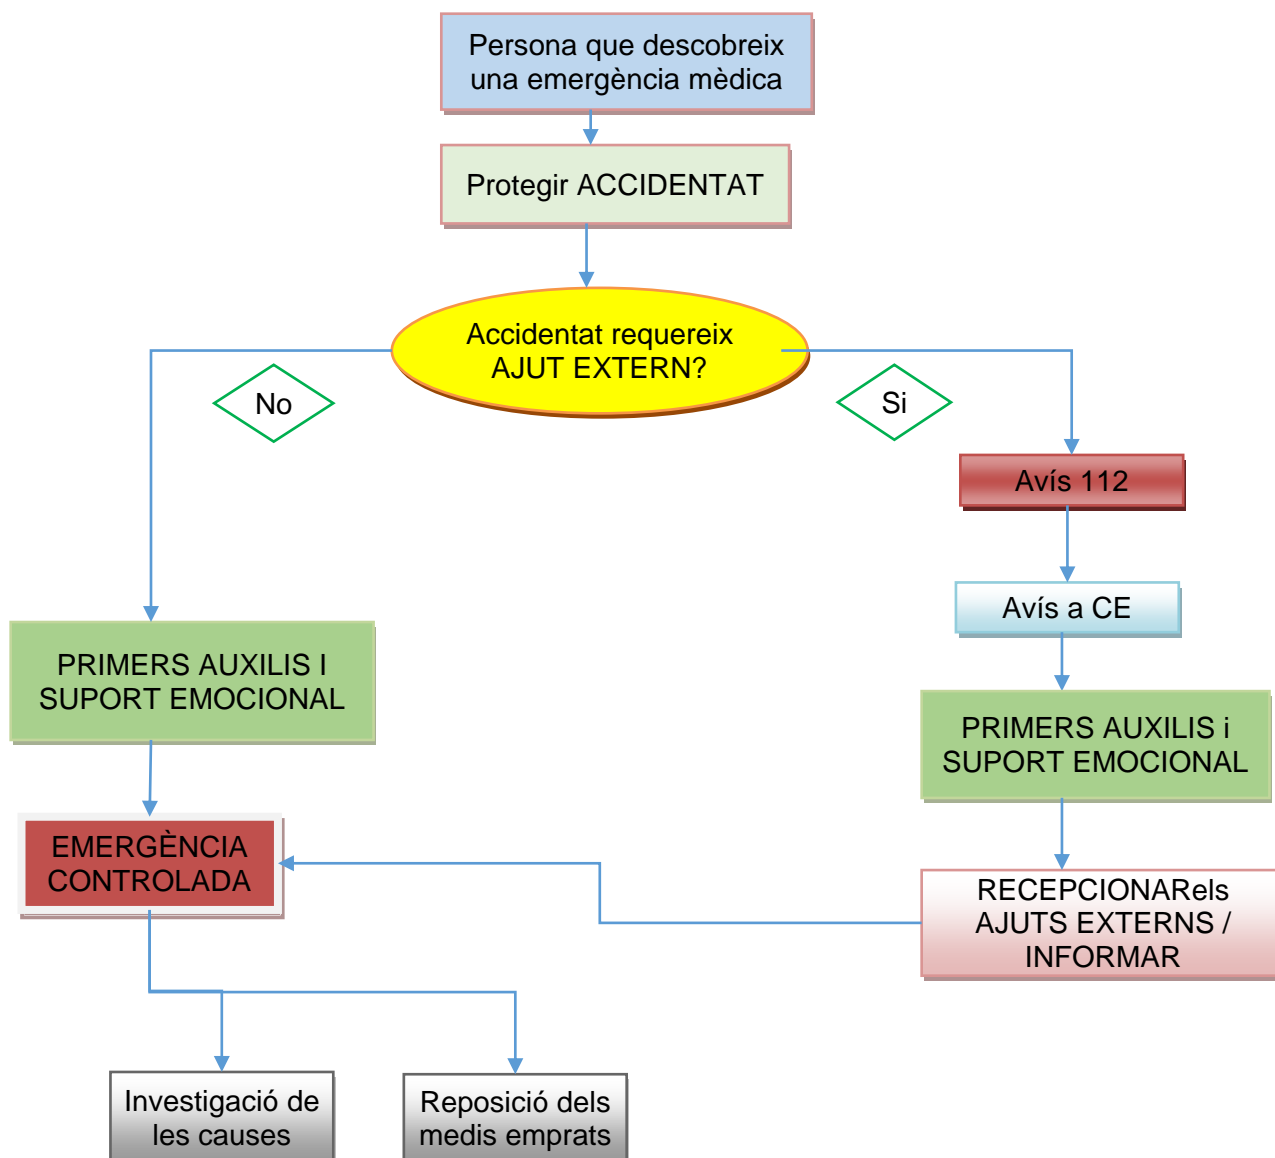 Persona que descobreix
una emergència mèdica
Protegir ACCIDENTAT
Accidentat requereix
AJUT EXTERN?
No
Si
Avís 112
Avís a CE
PRIMERS AUXILIS I
SUPORT EMOCIONAL
PRIMERS AUXILIS i
SUPORT EMOCIONAL
EMERGÈNCIA
CONTROLADA
RECEPCIONARels
AJUTS EXTERNS /
INFORMAR
Investigació de
les causes
Reposició dels
medis emprats